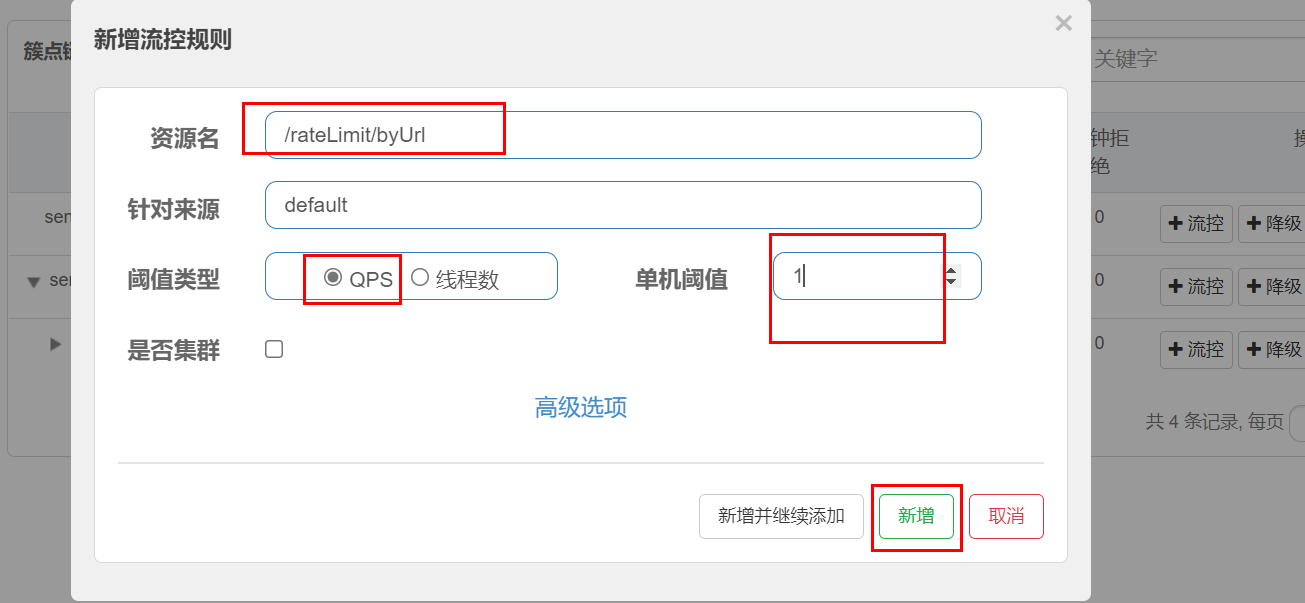 新增流控规则
×
簇点
关键字
资源名
/rateLimit/byUrl
钟拒
绝
针对来源
default
0
+ 流控
+ 降级
阈值类型
QPS
线程数
单机阈值
1
0
+ 流控
+ 降级
是否集群
0
+ 流控
+ 降级
高级选项
共 4 条记录, 每页
新增并继续添加
新增
取消